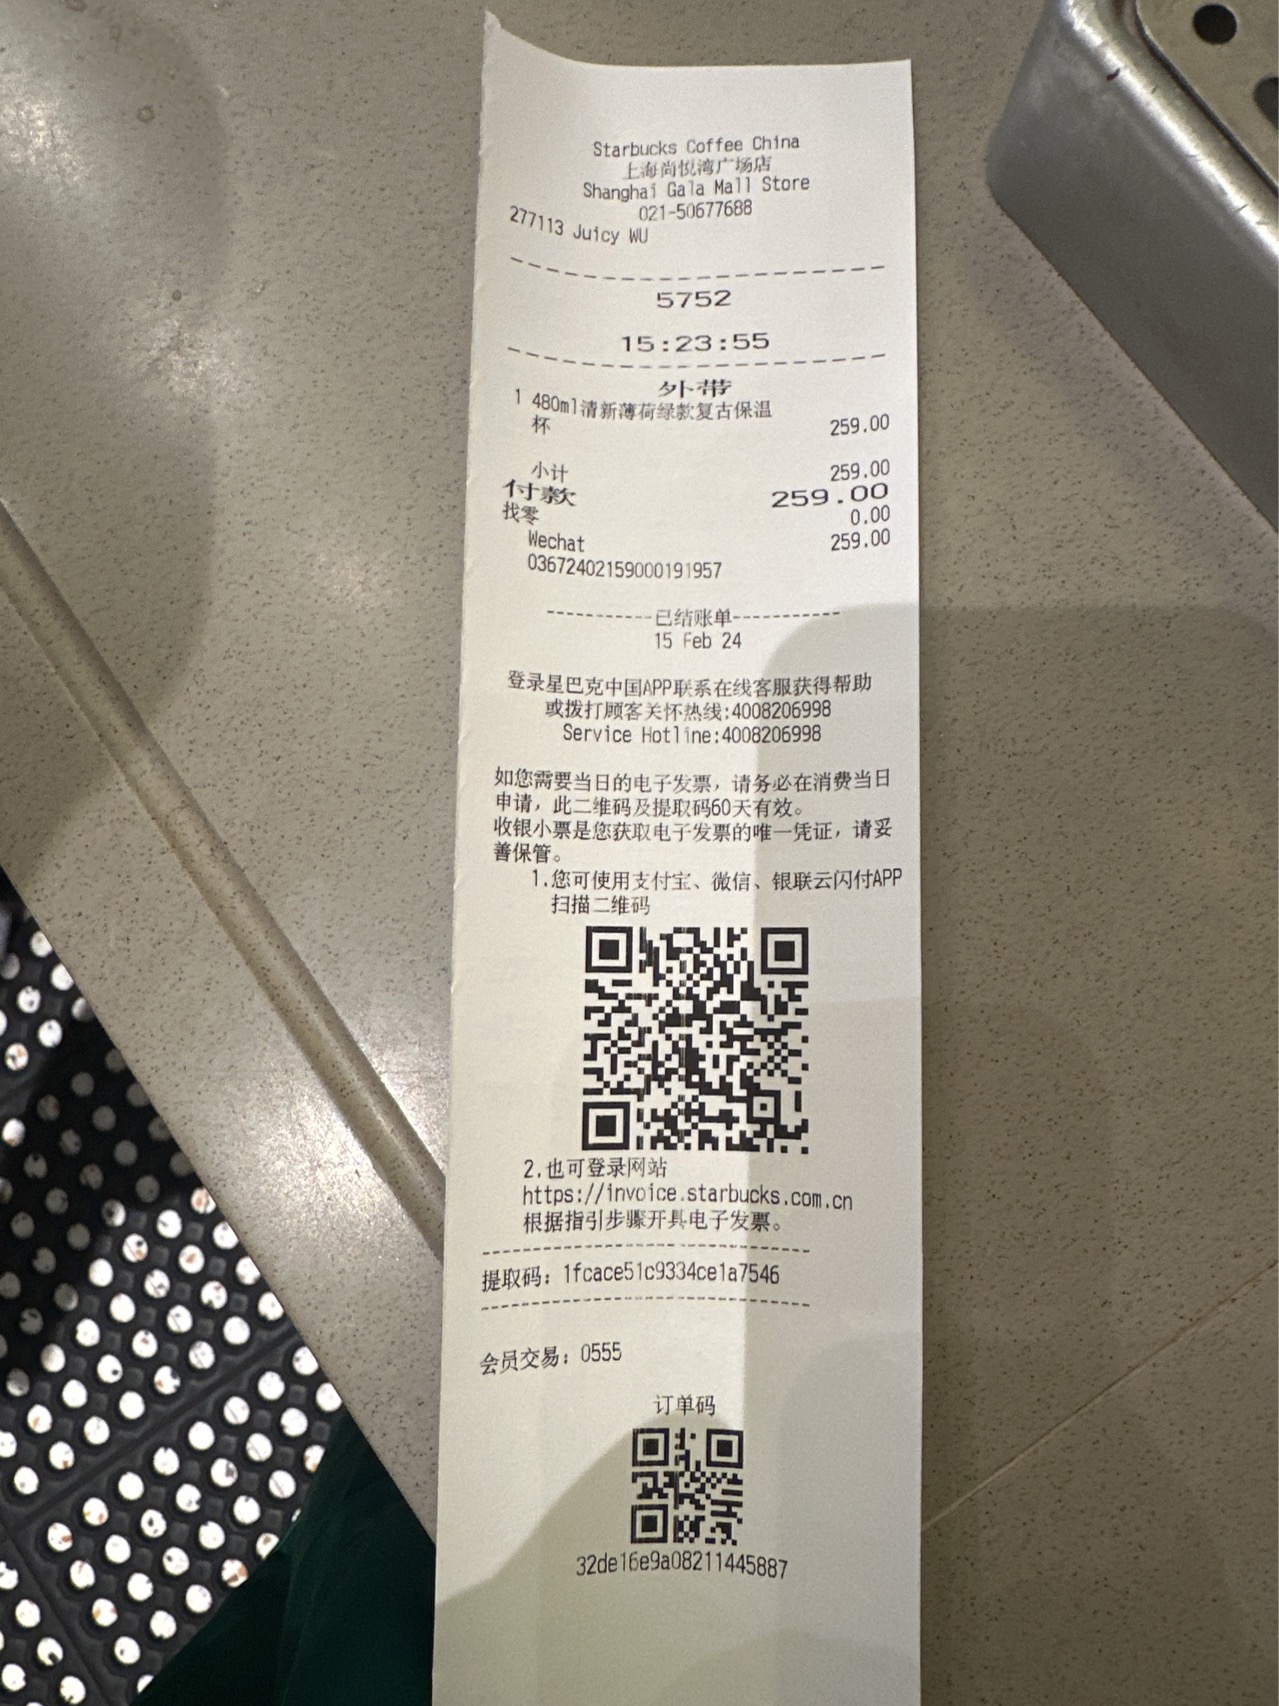 Starbucks Coffee China
上海尚悦湾广场店
Shanghai Gala Mall Store
021-50677688
277113 Juicy WU
5752
15:23:55
外带
1 480ml清新薄荷绿款复古保温
杯 259.00
小计 259.00
付款 259.00
找零 0.00
Wechat 259.00
03672402159000191957
----------已结账单----------
15 Feb 24
登录星巴克中国APP联系在线客服获得帮助
或拨打顾客关怀热线:4008206998
Service Hotline:4008206998
如您需要当日的电子发票，请务必在消费当日
申请，此二维码及提取码60天有效。
收银小票是您获取电子发票的唯一凭证，请妥
善保管。
1.您可使用支付宝、微信、银联云闪付APP
扫描二维码
2.也可登录网站
https://invoice.starbucks.com.cn
根据指引步骤开具电子发票。
提取码：1fcace51c9334ce1a7546
会员交易：0555
订单码
32de16e9a08211445887